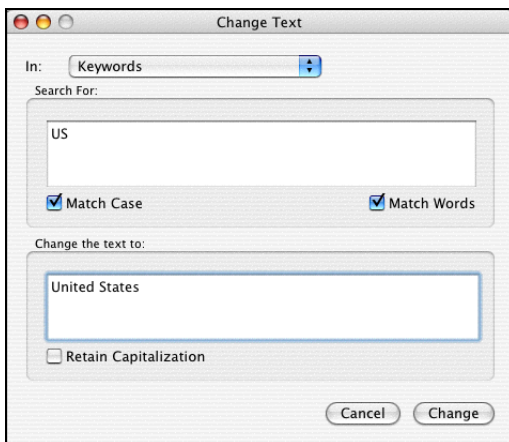 Change Text
In: Keywords
Search For:
US
Match Case Match Words
Change the text to:
United States
Retain Capitalization
Cancel Change